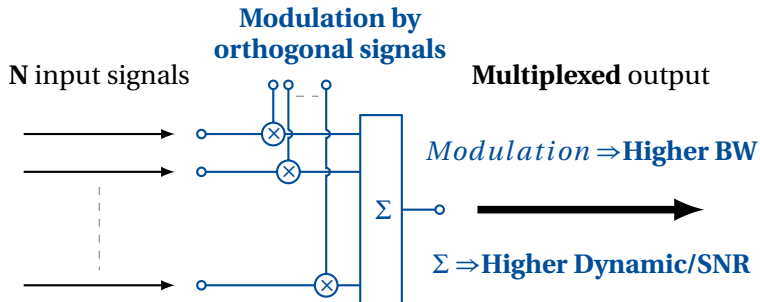 Modulation by
orthogonal signals
N input signals
Multiplexed output
Modulation ⇒Higher BW
Σ
Σ ⇒Higher Dynamic/SNR